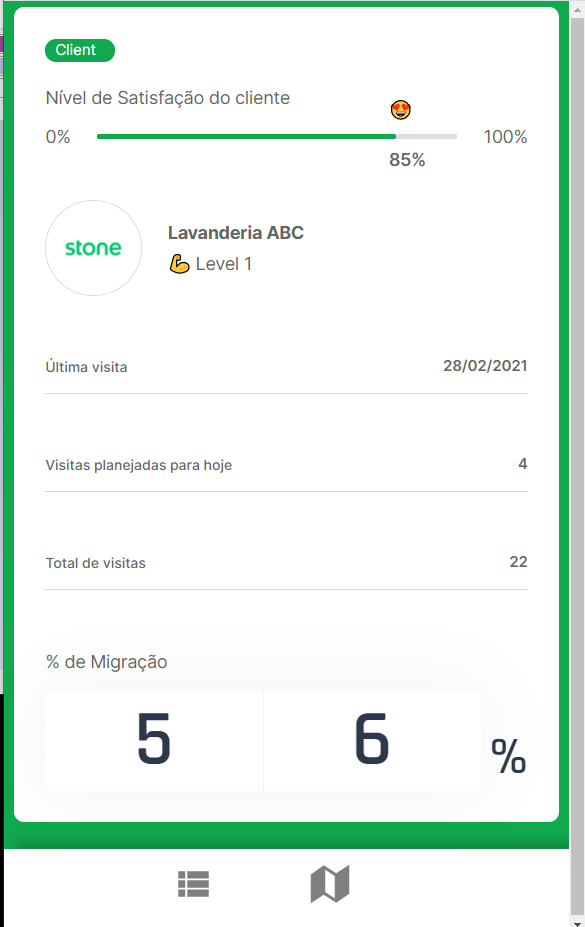 Client
Nível de Satisfação do cliente
0% 100%
85%
stone
Lavanderia ABC
Level 1
Última visita 28/02/2021
Visitas planejadas para hoje 4
Total de visitas 22
% de Migração
5 6 %